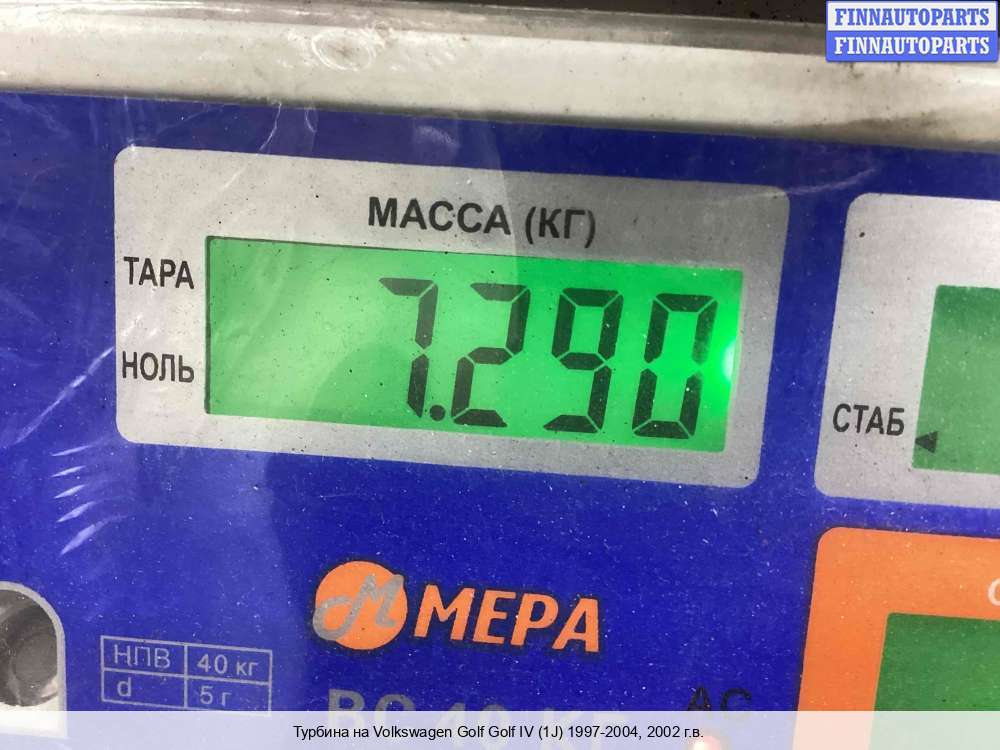 FINNAUTOPARTS
FINNAUTOPARTS
МАССА (КГ)
ТАРА
7.290
НОЛЬ
СТАБ
М МЕРА
НПВ 40 кг
d 5 г
АС
Турбина на Volkswagen Golf Golf IV (1J) 1997-2004, 2002 г.в.